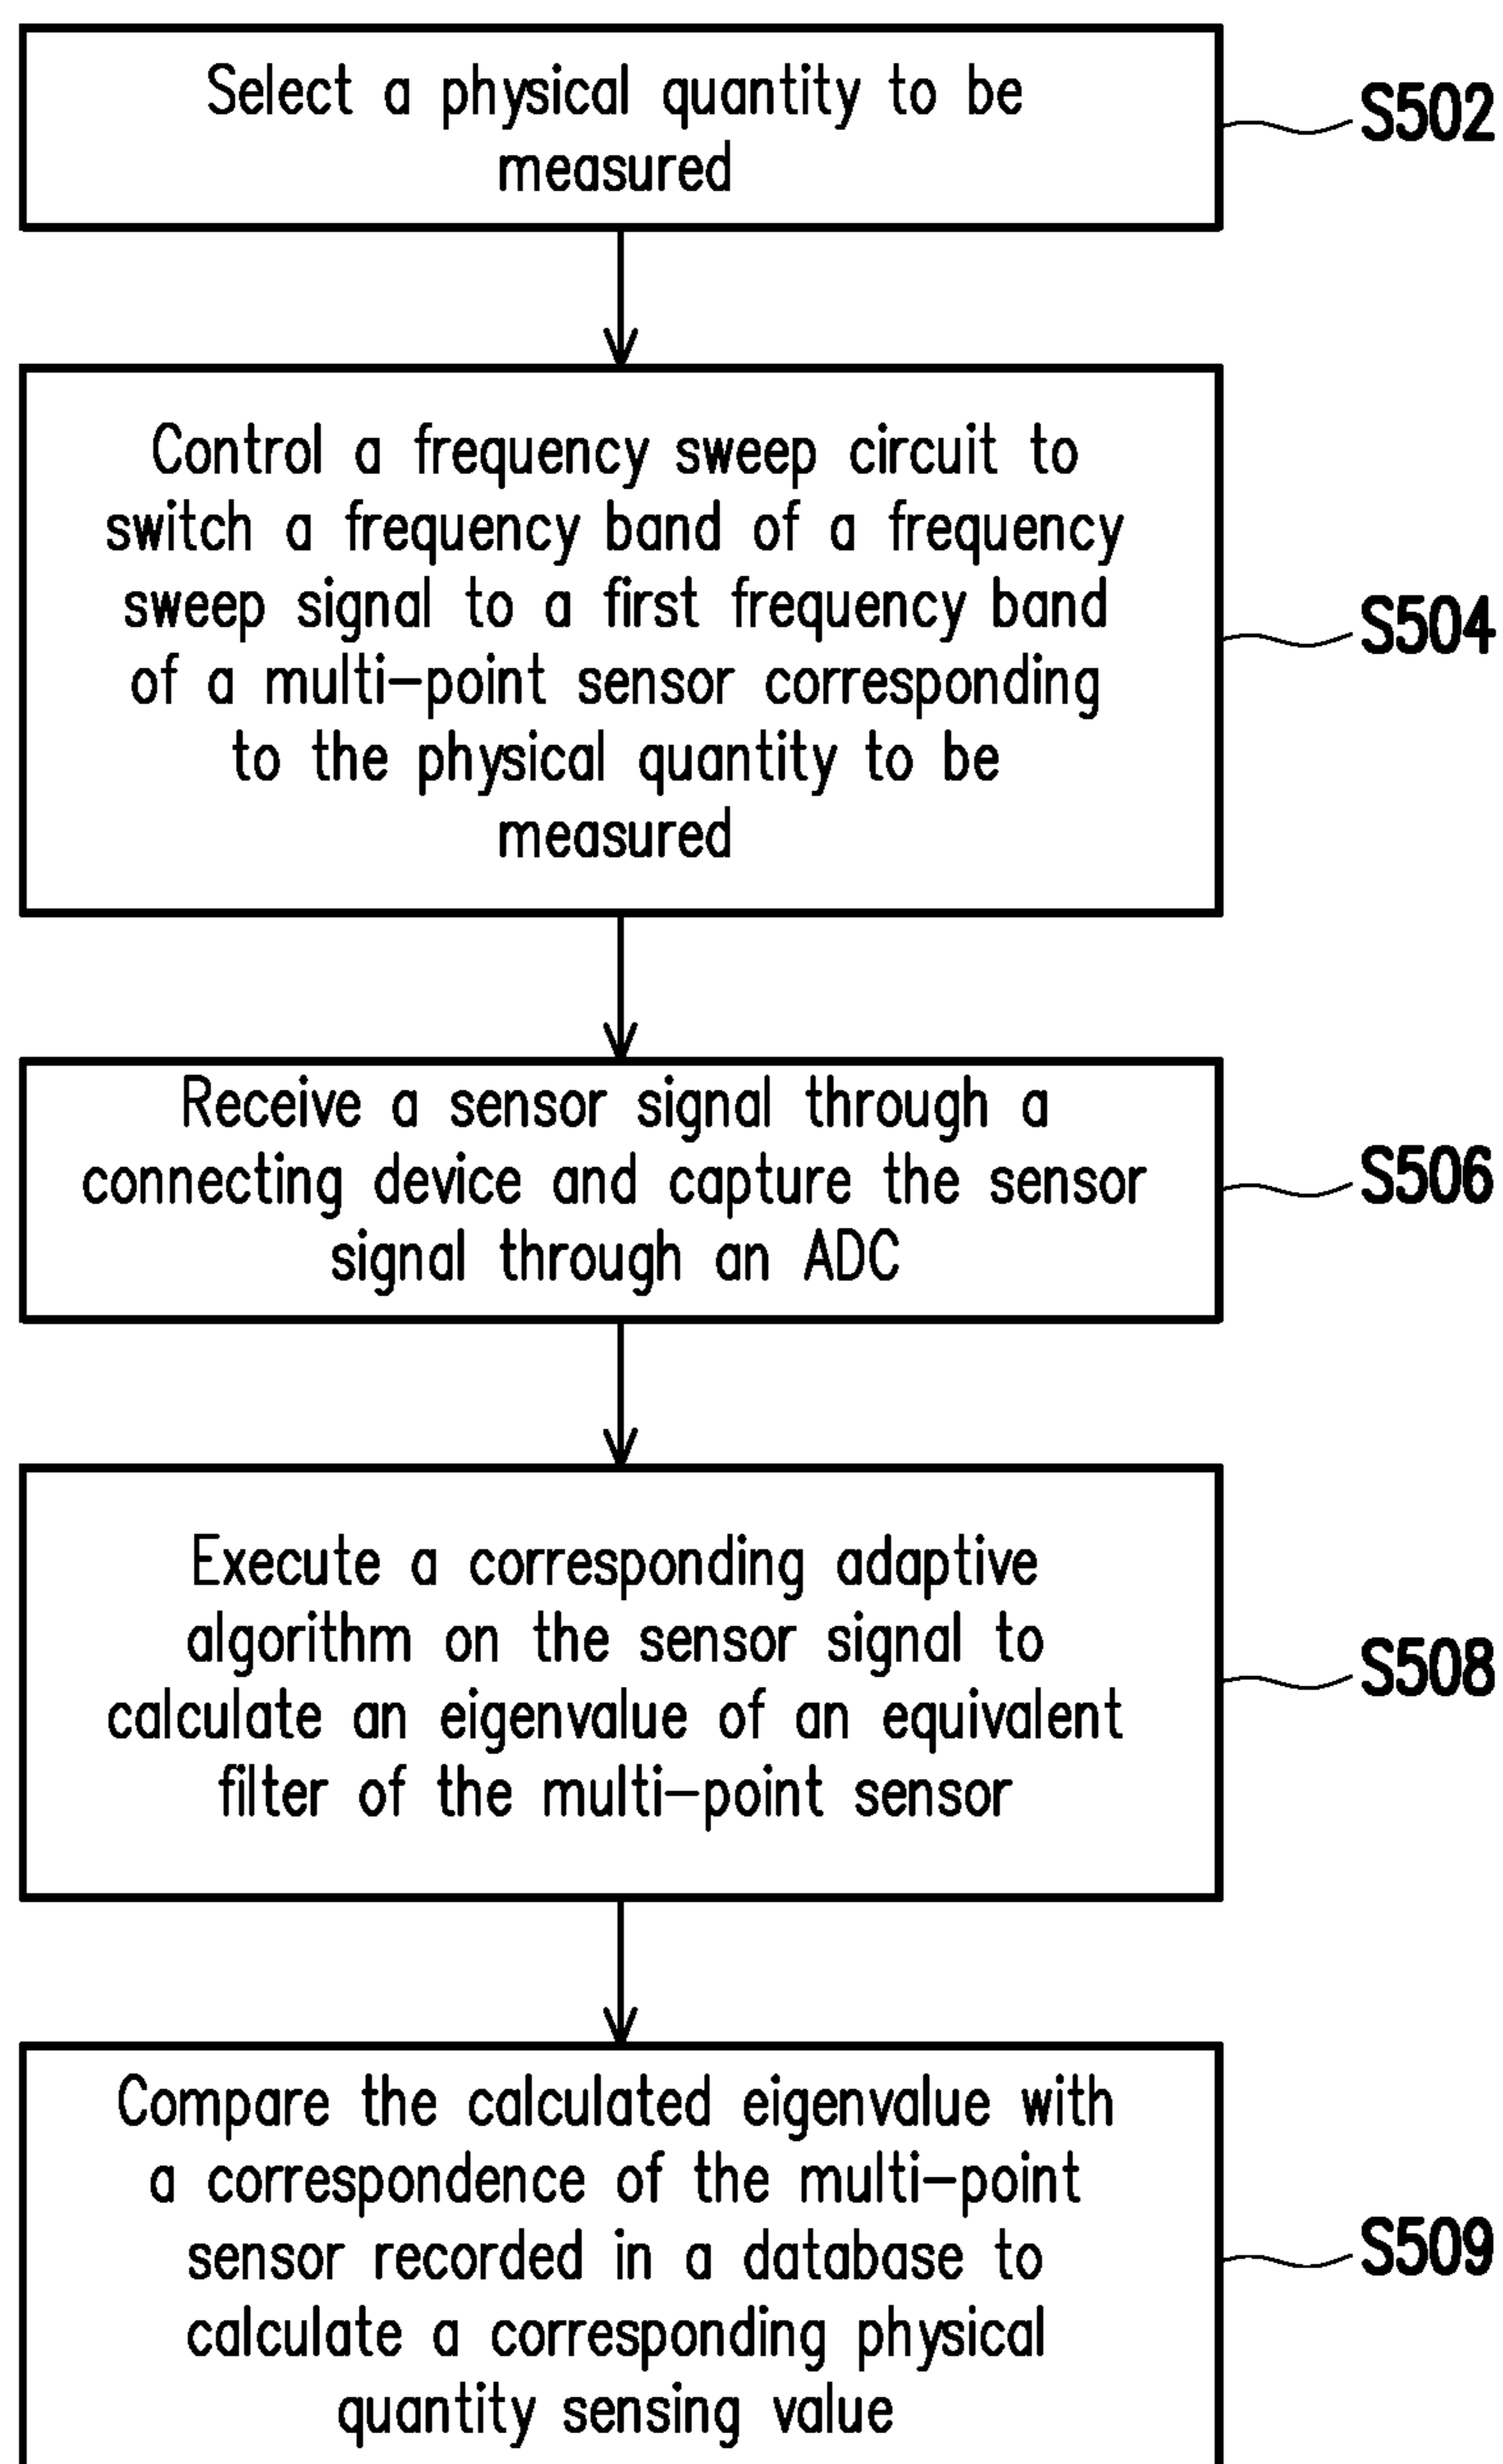 Select a physical quantity to be
measured
S502
Control a frequency sweep circuit to
switch a frequency band of a frequency
sweep signal to a first frequency band
of a multi-point sensor corresponding
to the physical quantity to be
measured
S504
Receive a sensor signal through a
connecting device and capture the sensor
signal through an ADC
S506
Execute a corresponding adaptive
algorithm on the sensor signal to
calculate an eigenvalue of an equivalent
filter of the multi-point sensor
S508
Compare the calculated eigenvalue with
a correspondence of the multi-point
sensor recorded in a database to
calculate a corresponding physical
quantity sensing value
S509